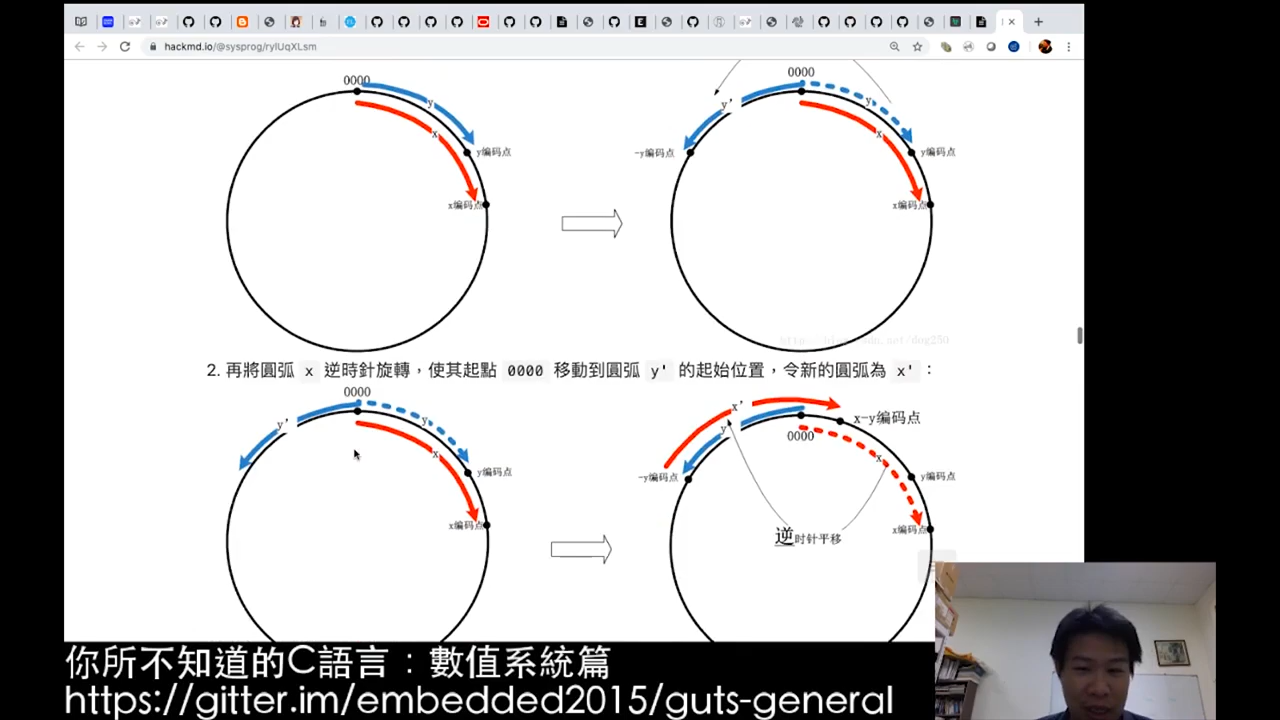 hackmd.io/@sysprog/rylUqXLsm
0000
y
x
y编码点
x编码点
0000
y'
y
x
-y编码点
y编码点
x编码点
2. 再將圓弧 x 逆時針旋轉，使其起點 0000 移動到圓弧 y' 的起始位置，令新的圓弧為 x'：
0000
y'
y
x
y编码点
x编码点
x'
x-y编码点
y'
0000
x
-y编码点
y编码点
x编码点
逆时针平移
你所不知道的C語言：數值系統篇
https://gitter.im/embedded2015/guts-general